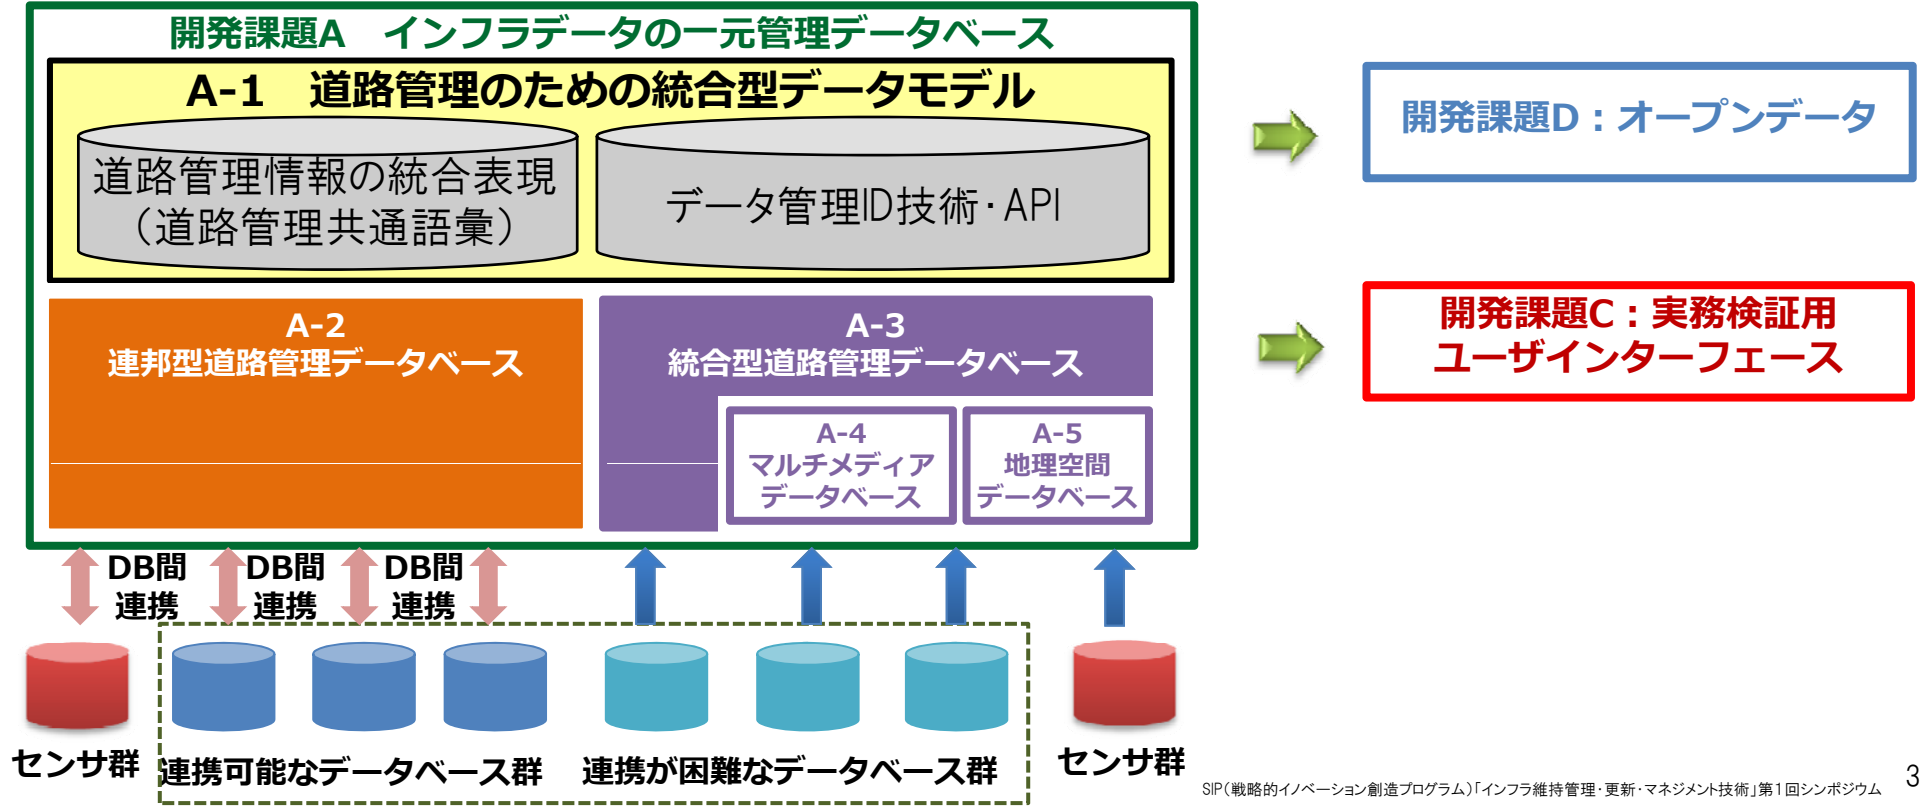 開発課題A　インフラデータの一元管理データベース
A-1　道路管理のための統合型データモデル
道路管理情報の統合表現
（道路管理共通語彙）
データ管理ID技術・API
A-2
連邦型道路管理データベース
A-3
統合型道路管理データベース
A-4
マルチメディア
データベース
A-5
地理空間
データベース
開発課題D：オープンデータ
開発課題C：実務検証用
ユーザインターフェース
DB間
連携
DB間
連携
DB間
連携
センサ群
連携可能なデータベース群
連携が困難なデータベース群
センサ群
SIP（戦略的イノベーション創造プログラム）「インフラ維持管理・更新・マネジメント技術」第1回シンポジウム
3